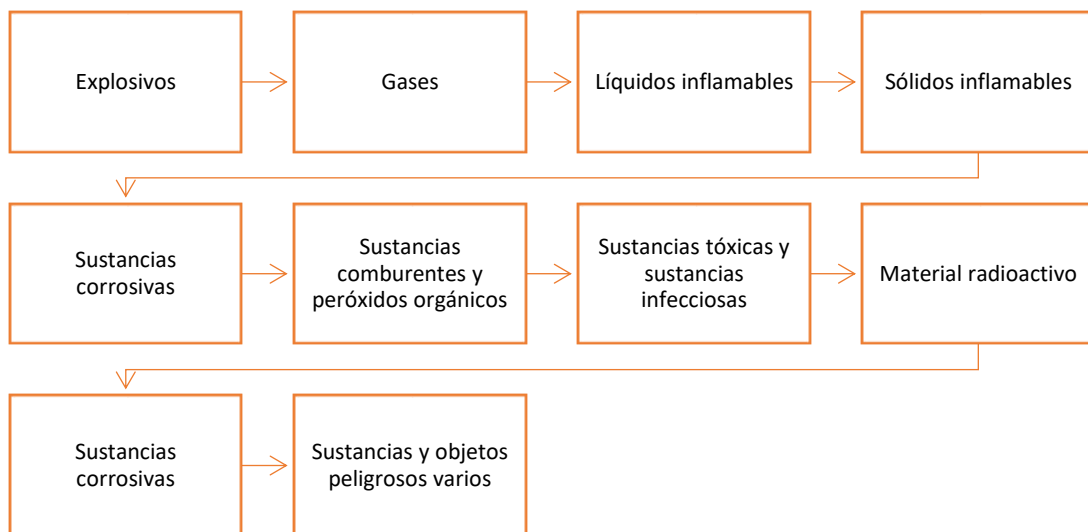 Explosivos
Gases
Líquidos inflamables
Sólidos inflamables
Sustancias
corrosivas
Sustancias
comburentes y
peróxidos orgánicos
Sustancias tóxicas y
sustancias
infecciosas
Material radioactivo
Sustancias
corrosivas
Sustancias y objetos
peligrosos varios